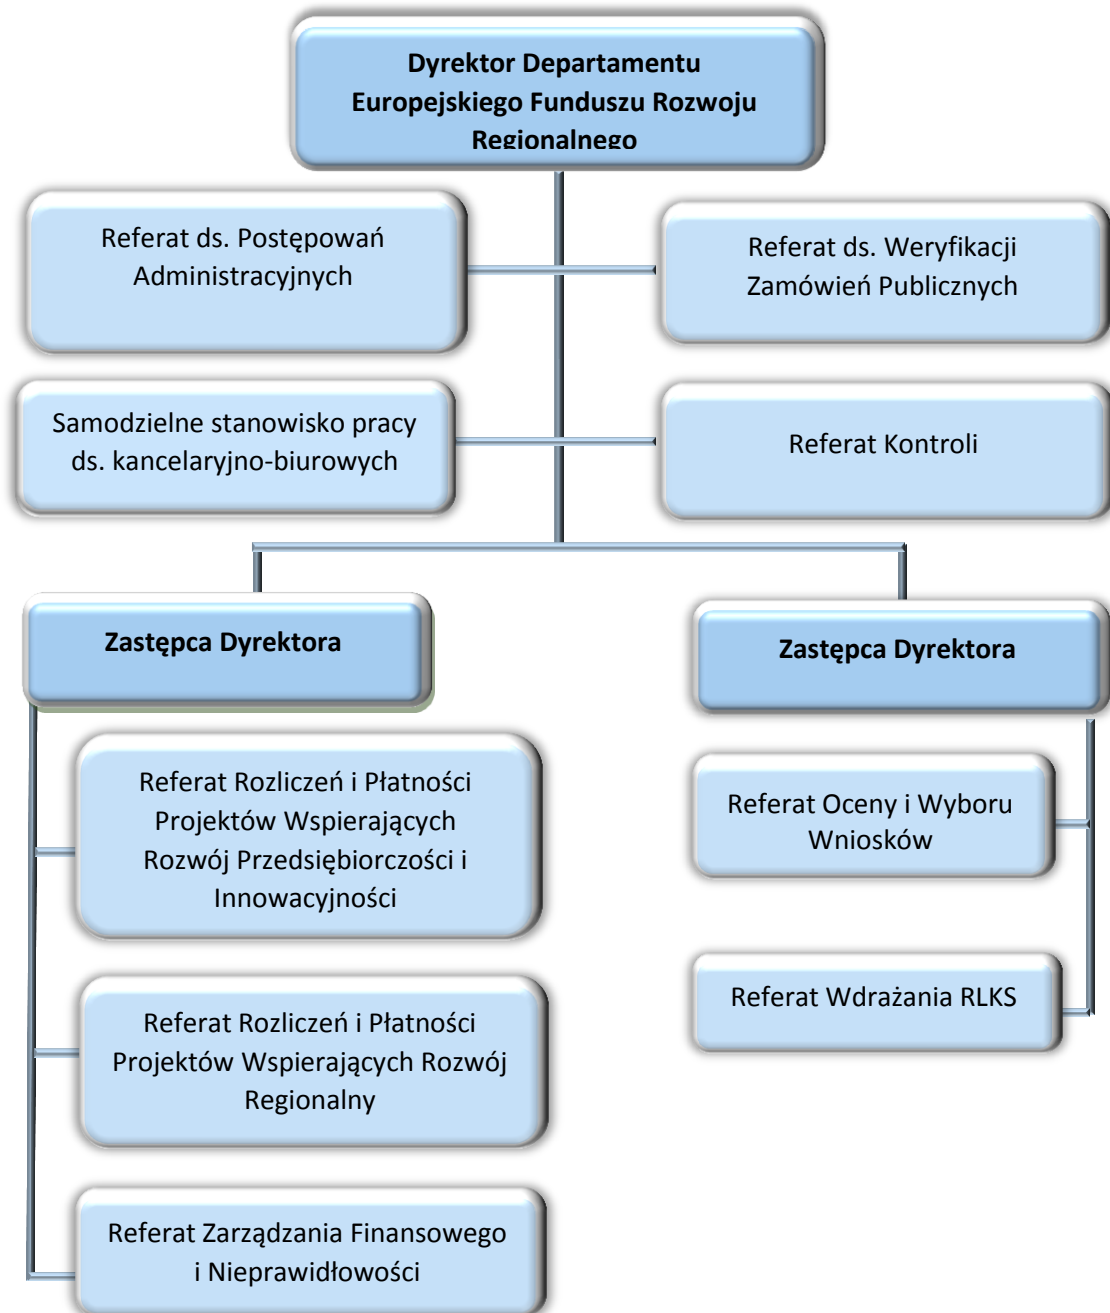 Dyrektor Departamentu
Europejskiego Funduszu Rozwoju
Regionalnego
Referat ds. Postępowań
Administracyjnych
Referat ds. Weryfikacji
Zamówień Publicznych
Samodzielne stanowisko pracy
ds. kancelaryjno-biurowych
Referat Kontroli
Zastępca Dyrektora
Zastępca Dyrektora
Referat Rozliczeń i Płatności
Projektów Wspierających
Rozwój Przedsiębiorczości i
Innowacyjności
Referat Oceny i Wyboru
Wniosków
Referat Rozliczeń i Płatności
Projektów Wspierających Rozwój
Regionalny
Referat Wdrażania RLKS
Referat Zarządzania Finansowego
i Nieprawidłowości